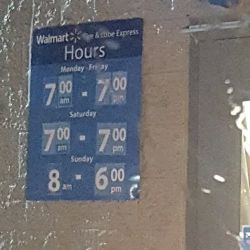 Walmart Tire & Lube Express
Hours
Monday - Friday
7 00 am - 7 00 pm
Saturday
7 00 am - 7 00 pm
Sunday
8 am - 6 00 pm